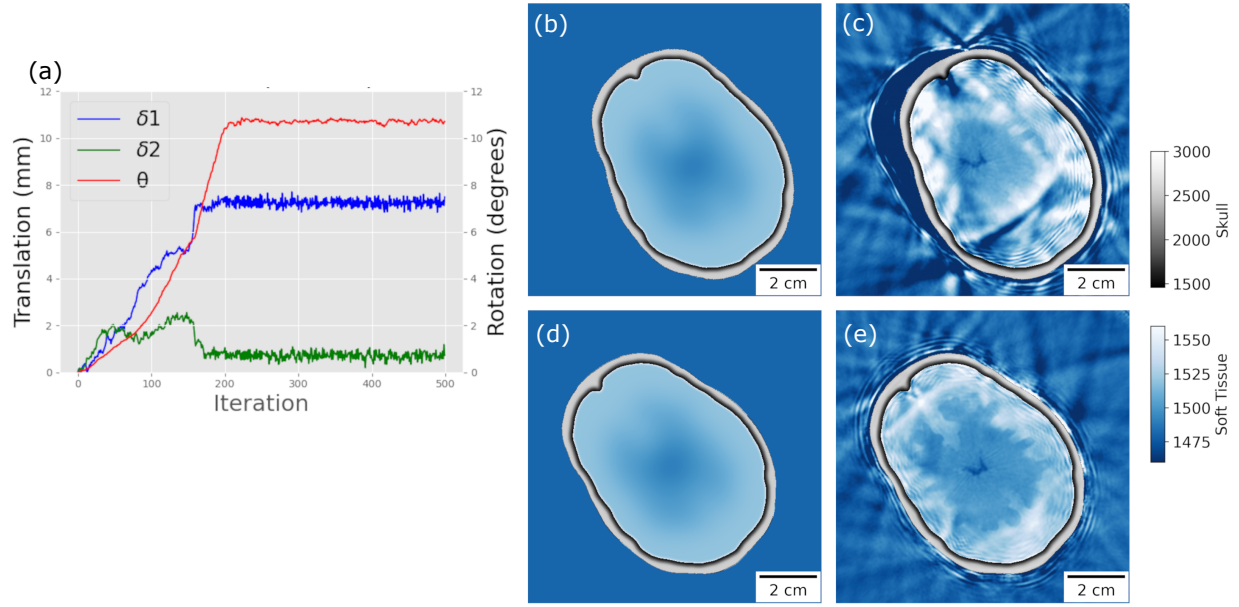 (a)
δ1
δ2
θ
12
10
8
6
4
2
0
Translation (mm)
12
10
8
6
4
2
0
Rotation (degrees)
0 100 200 300 400 500
Iteration
(b)
2 cm
(c)
2 cm
3000
2500
2000
1500
Skull
(d)
2 cm
(e)
2 cm
1550
1525
1500
1475
Soft Tissue